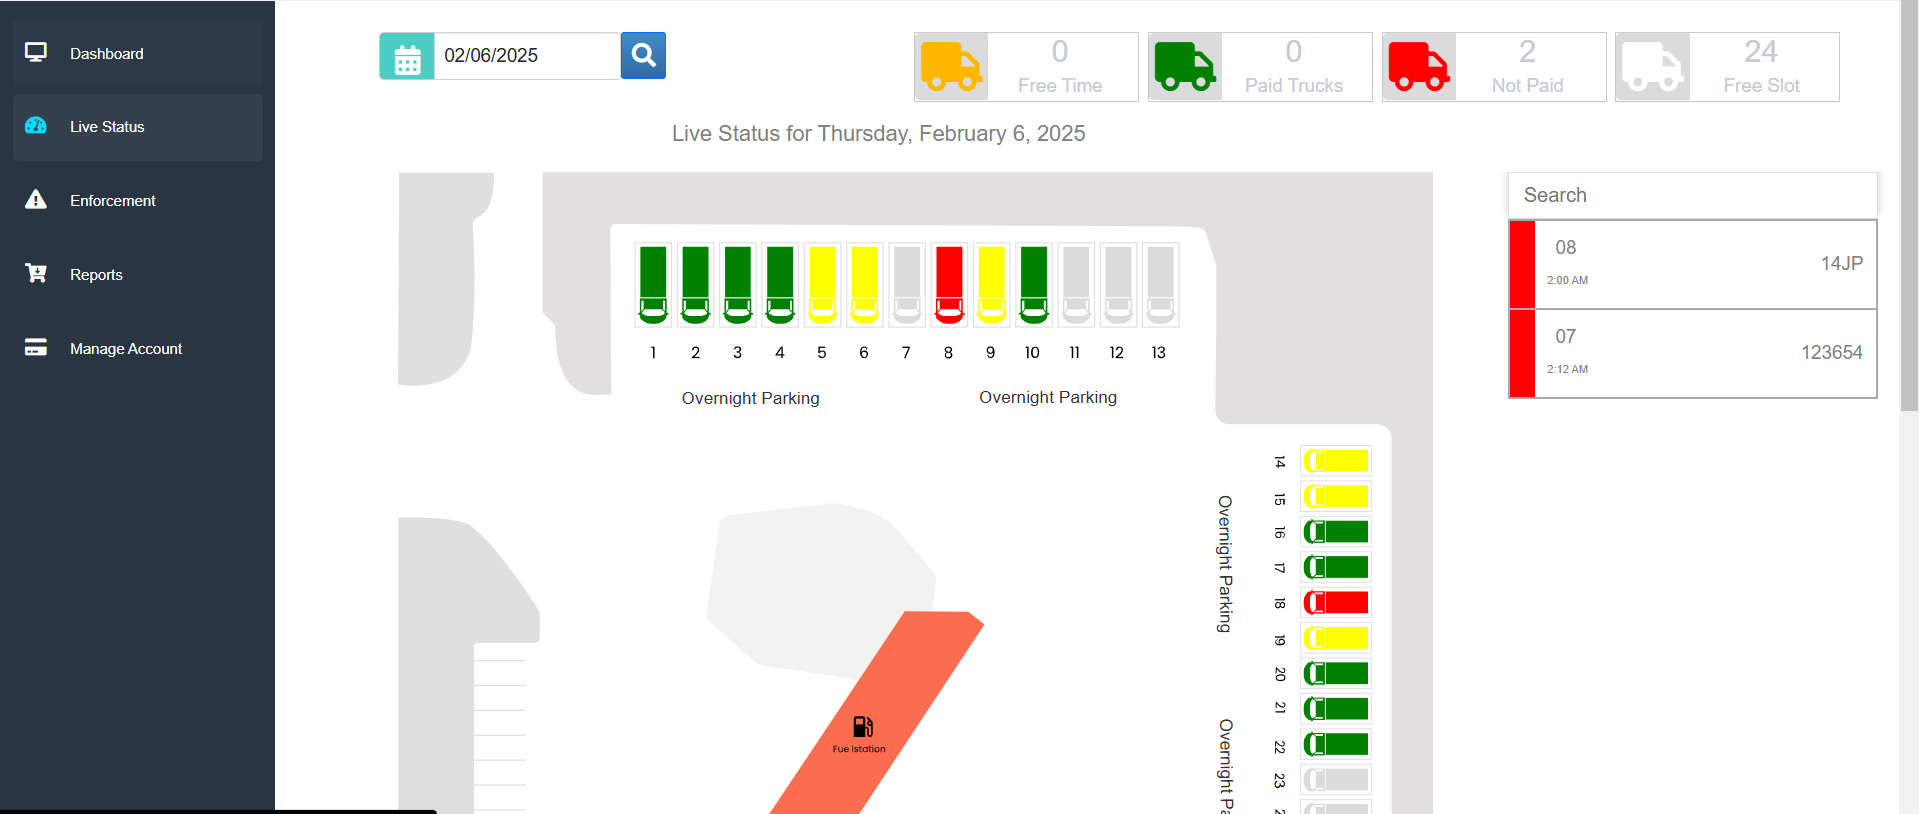 Dashboard
Live Status
Enforcement
Reports
Manage Account
02/06/2025
0
Free Time
0
Paid Trucks
2
Not Paid
24
Free Slot
Live Status for Thursday, February 6, 2025
1 2 3 4 5 6 7 8 9 10 11 12 13
Overnight Parking Overnight Parking
Search
08
2:00 AM
14JP
07
2:12 AM
123654
14
15
16
17
18
19
20
21
22
23
Overnight Parking
Overnight Pa
Fue lstation